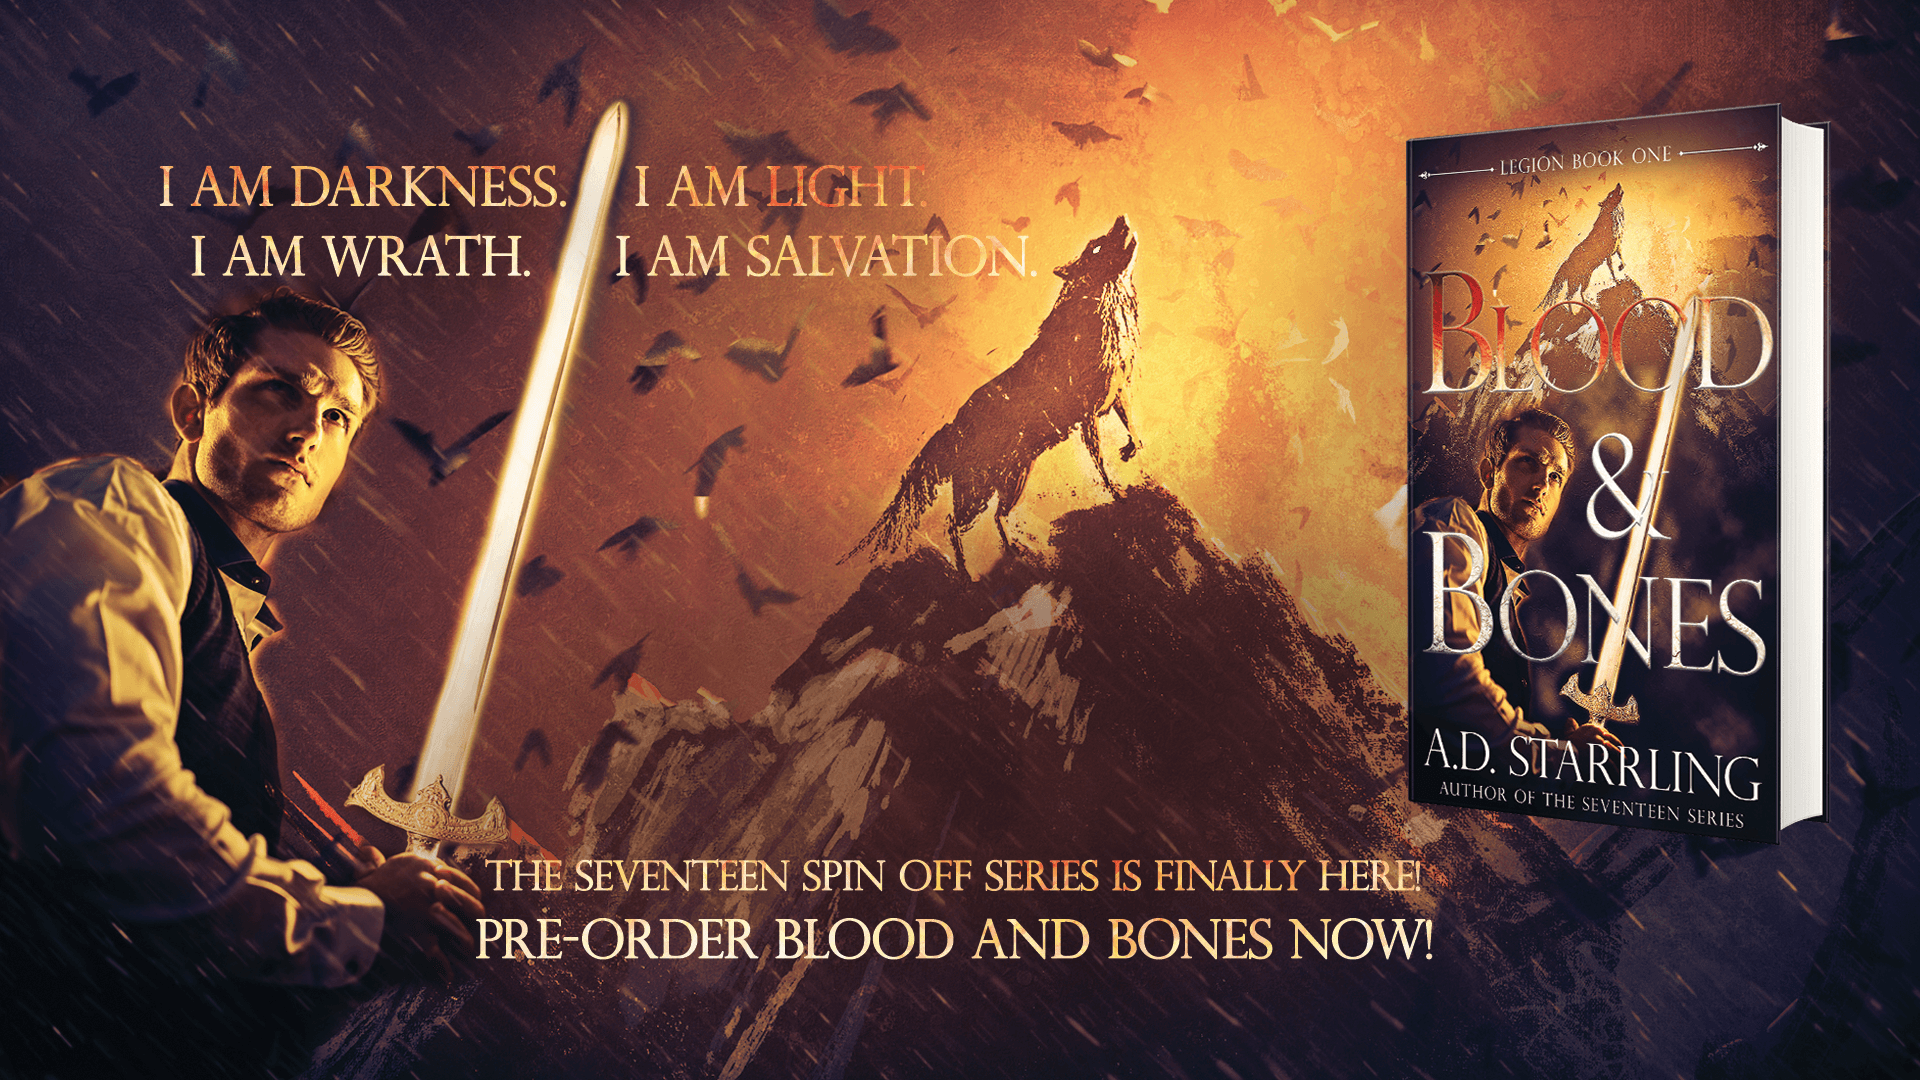 I AM DARKNESS. I AM LIGHT.
I AM WRATH. I AM SALVATION.
LEGION BOOK ONE
BLOOD
&
BONES
A.D. STARRLING
AUTHOR OF THE SEVENTEEN SERIES
THE SEVENTEEN SPIN OFF SERIES IS FINALLY HERE!
PRE-ORDER BLOOD AND BONES NOW!